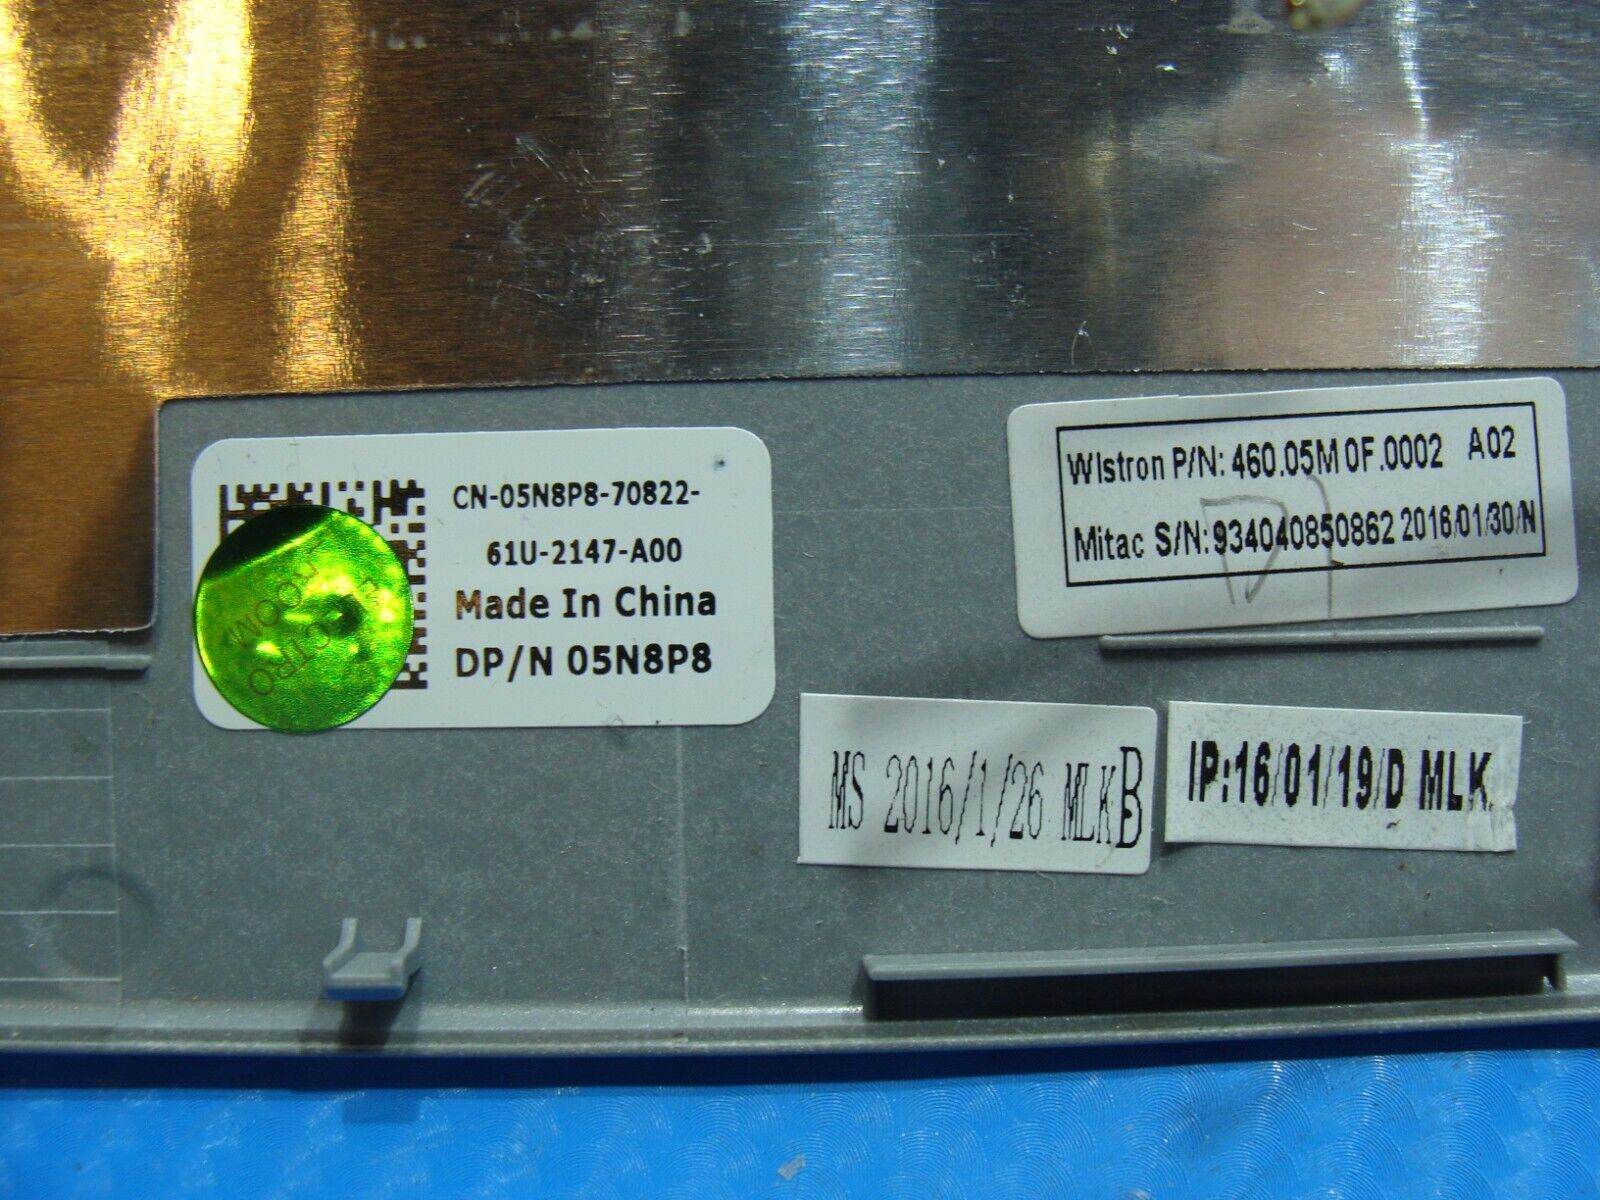 CN-05N8P8-70822-
61U-2147-A00
Made In China
DP/N 05N8P8
Wistron P/N: 460.05M0F.0002 A02
Mitac S/N: 934040850862 2016/01/30/N
D1
MS 2016/1/26 MLKB
IP:16/01/19/D MLK